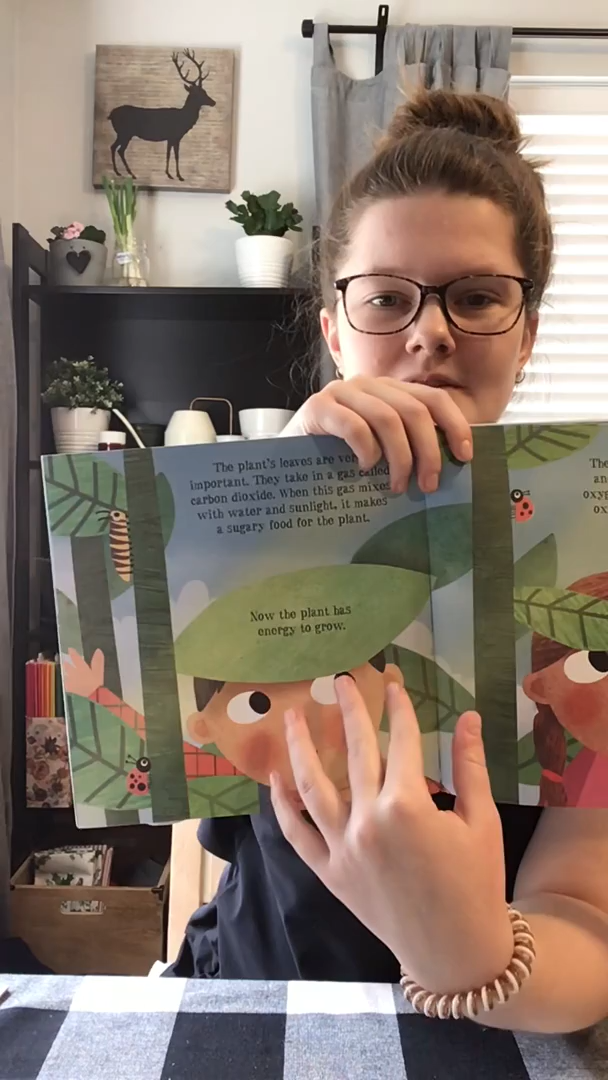 The plant's leaves are
important. They take in a gas called
carbon dioxide. When this gas mixes
with water and sunlight, it makes
a sugary food for the plant.
Now the plant has
energy to grow.
The